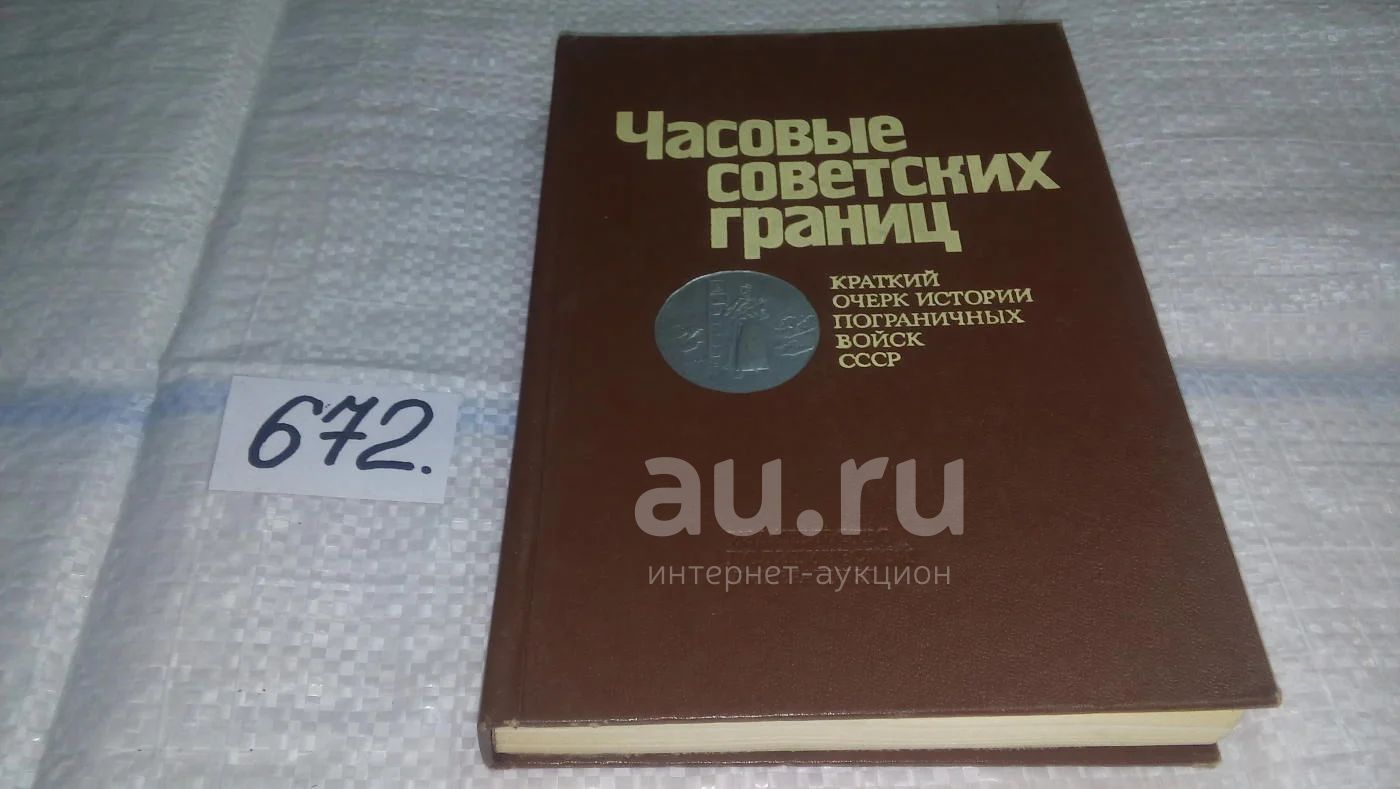 Часовые
советских
границ
КРАТКИЙ
ОЧЕРК ИСТОРИИ
ПОГРАНИЧНЫХ
ВОЙСК
СССР
672.
au.ru
интернет-аукцион